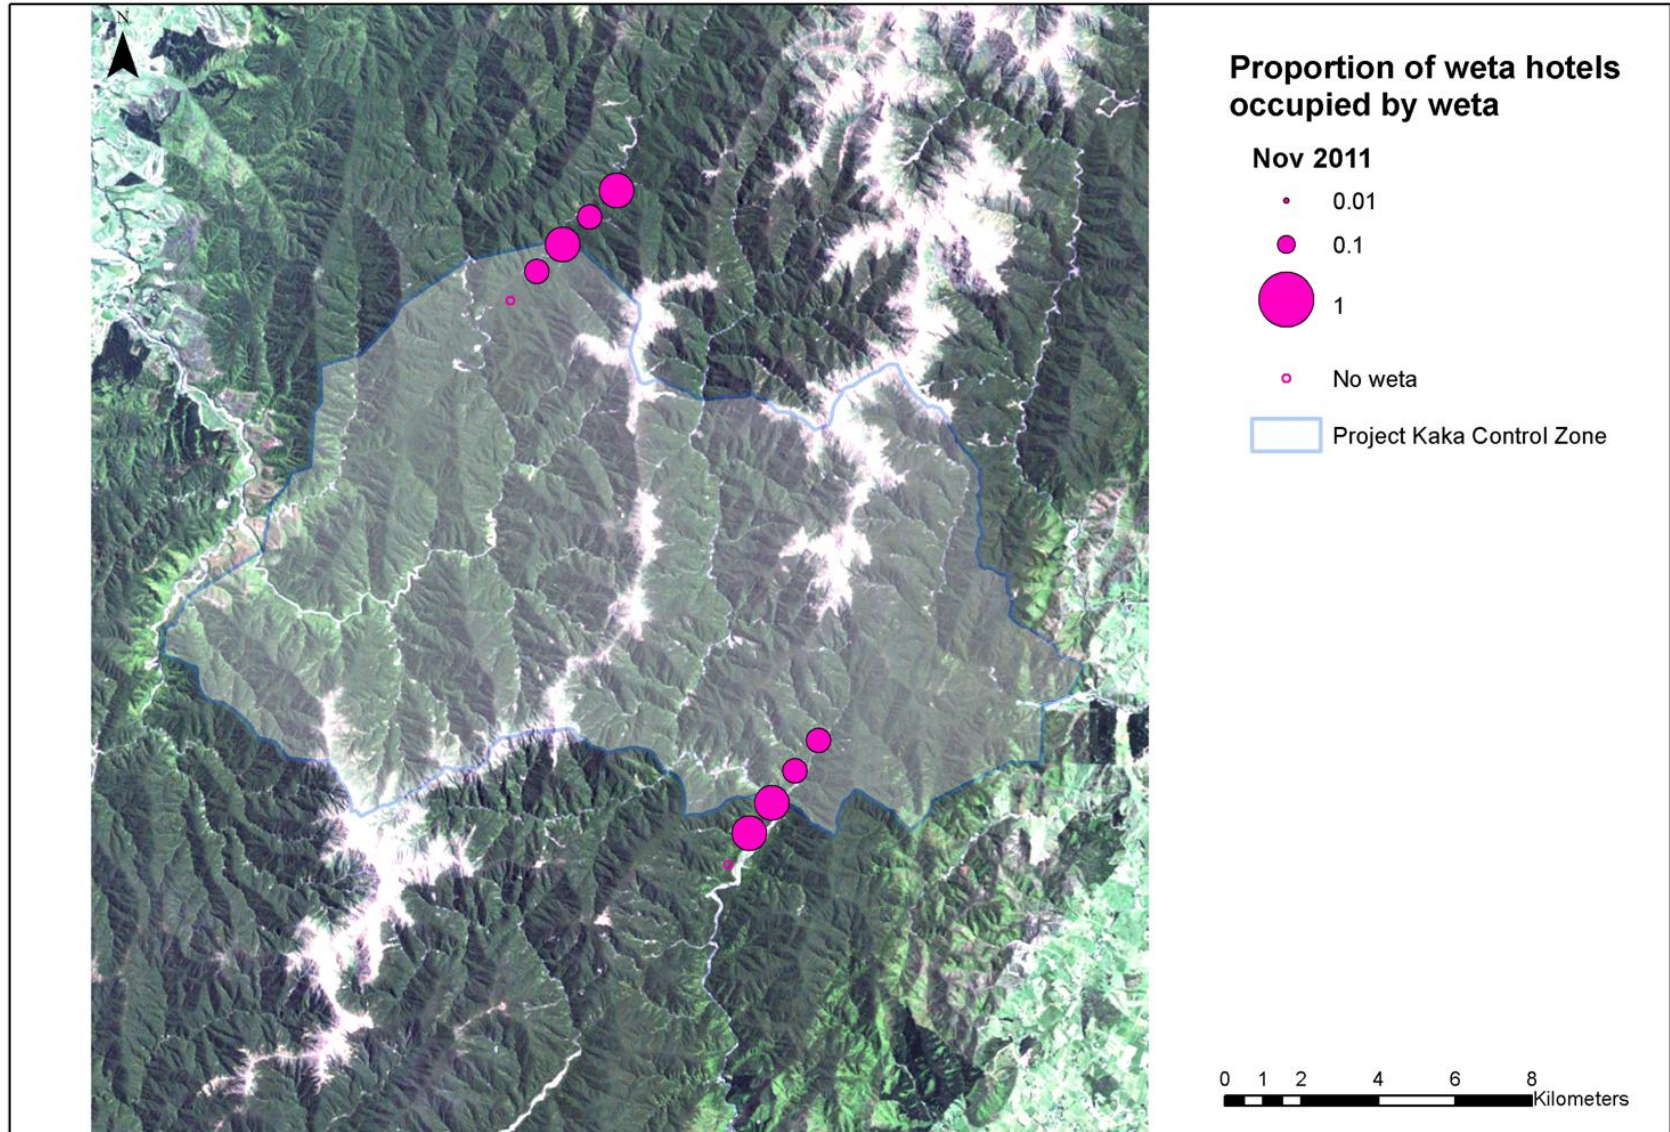 N
Proportion of weta hotels
occupied by weta
Nov 2011
0.01
0.1
1
No weta
Project Kaka Control Zone
0 1 2 4 6 8
Kilometers